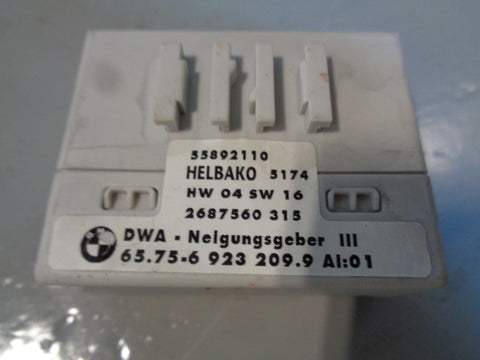 55892110
HELBAKO 5174
HW 04 SW 16
2687560 315
DWA - Neigungsgeber III
65.75-6 923 209.9 AI:01